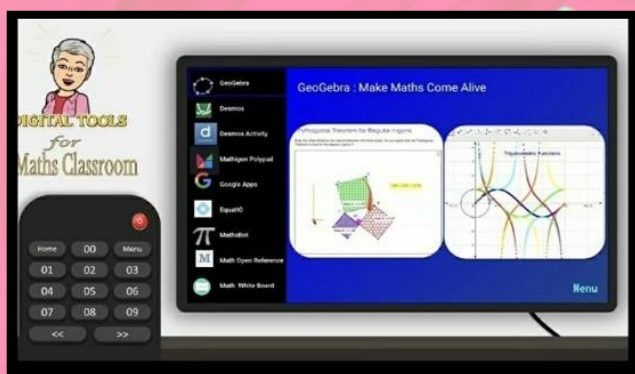 DIGITAL TOOLS
for
Maths Classroom
Home 00 Menu
01 02 03
04 05 06
07 08 09
<< >>
GeoGebra
Desmos
Desmos Activity
Mathigon Polypad
Google Apps
EquatIO
MathsBot
Math Open Reference
Math White Board
GeoGebra : Make Maths Come Alive
Pythagoras Theorem for Regular n-gons
Trigonometric Functions
Menu